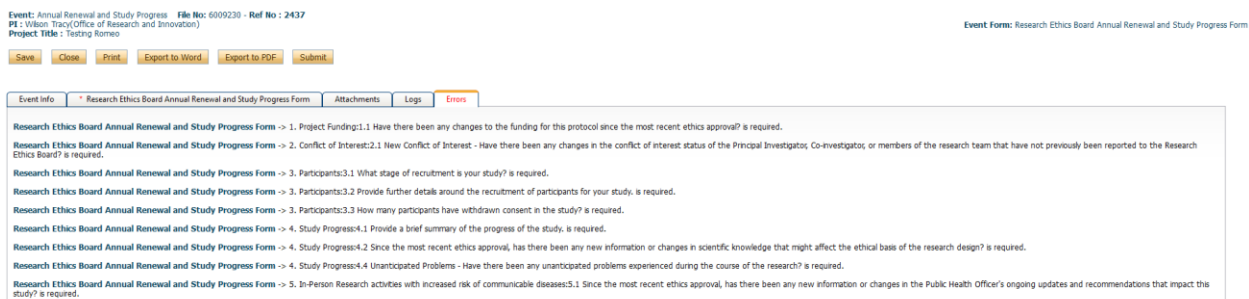 Event: Annual Renewal and Study Progress File No: 6009230 - Ref No : 2437
PI : Wilson Tracy(Office of Research and Innovation)
Project Title : Testing Romeo
Event Form: Research Ethics Board Annual Renewal and Study Progress Form
Save Close Print Export to Word Export to PDF Submit
Event Info * Research Ethics Board Annual Renewal and Study Progress Form Attachments Logs Errors
Research Ethics Board Annual Renewal and Study Progress Form -> 1. Project Funding:1.1 Have there been any changes to the funding for this protocol since the most recent ethics approval? is required.
Research Ethics Board Annual Renewal and Study Progress Form -> 2. Conflict of Interest:2.1 New Conflict of Interest - Have there been any changes in the conflict of interest status of the Principal Investigator, Co-investigator, or members of the research team that have not previously been reported to the Research
Ethics Board? is required.
Research Ethics Board Annual Renewal and Study Progress Form -> 3. Participants:3.1 What stage of recruitment is your study? is required.
Research Ethics Board Annual Renewal and Study Progress Form -> 3. Participants:3.2 Provide further details around the recruitment of participants for your study. is required.
Research Ethics Board Annual Renewal and Study Progress Form -> 3. Participants:3.3 How many participants have withdrawn consent in the study? is required.
Research Ethics Board Annual Renewal and Study Progress Form -> 4. Study Progress:4.1 Provide a brief summary of the progress of the study. is required.
Research Ethics Board Annual Renewal and Study Progress Form -> 4. Study Progress:4.2 Since the most recent ethics approval, has there been any new information or changes in scientific knowledge that might affect the ethical basis of the research design? is required.
Research Ethics Board Annual Renewal and Study Progress Form -> 4. Study Progress:4.4 Unanticipated Problems - Have there been any unanticipated problems experienced during the course of the research? is required.
Research Ethics Board Annual Renewal and Study Progress Form -> 5. In-Person Research activities with increased risk of communicable diseases:5.1 Since the most recent ethics approval, has there been any new information or changes in the Public Health Officer's ongoing updates and recommendations that impact this
study? is required.